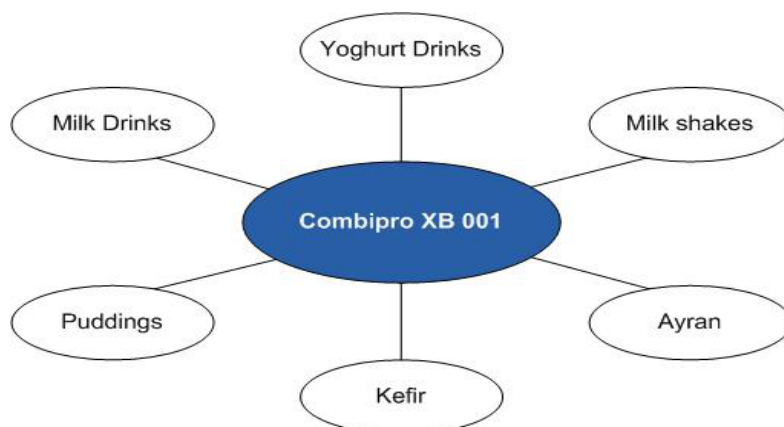 Yoghurt Drinks
Milk Drinks
Milk shakes
Combipro XB 001
Puddings
Ayran
Kefir